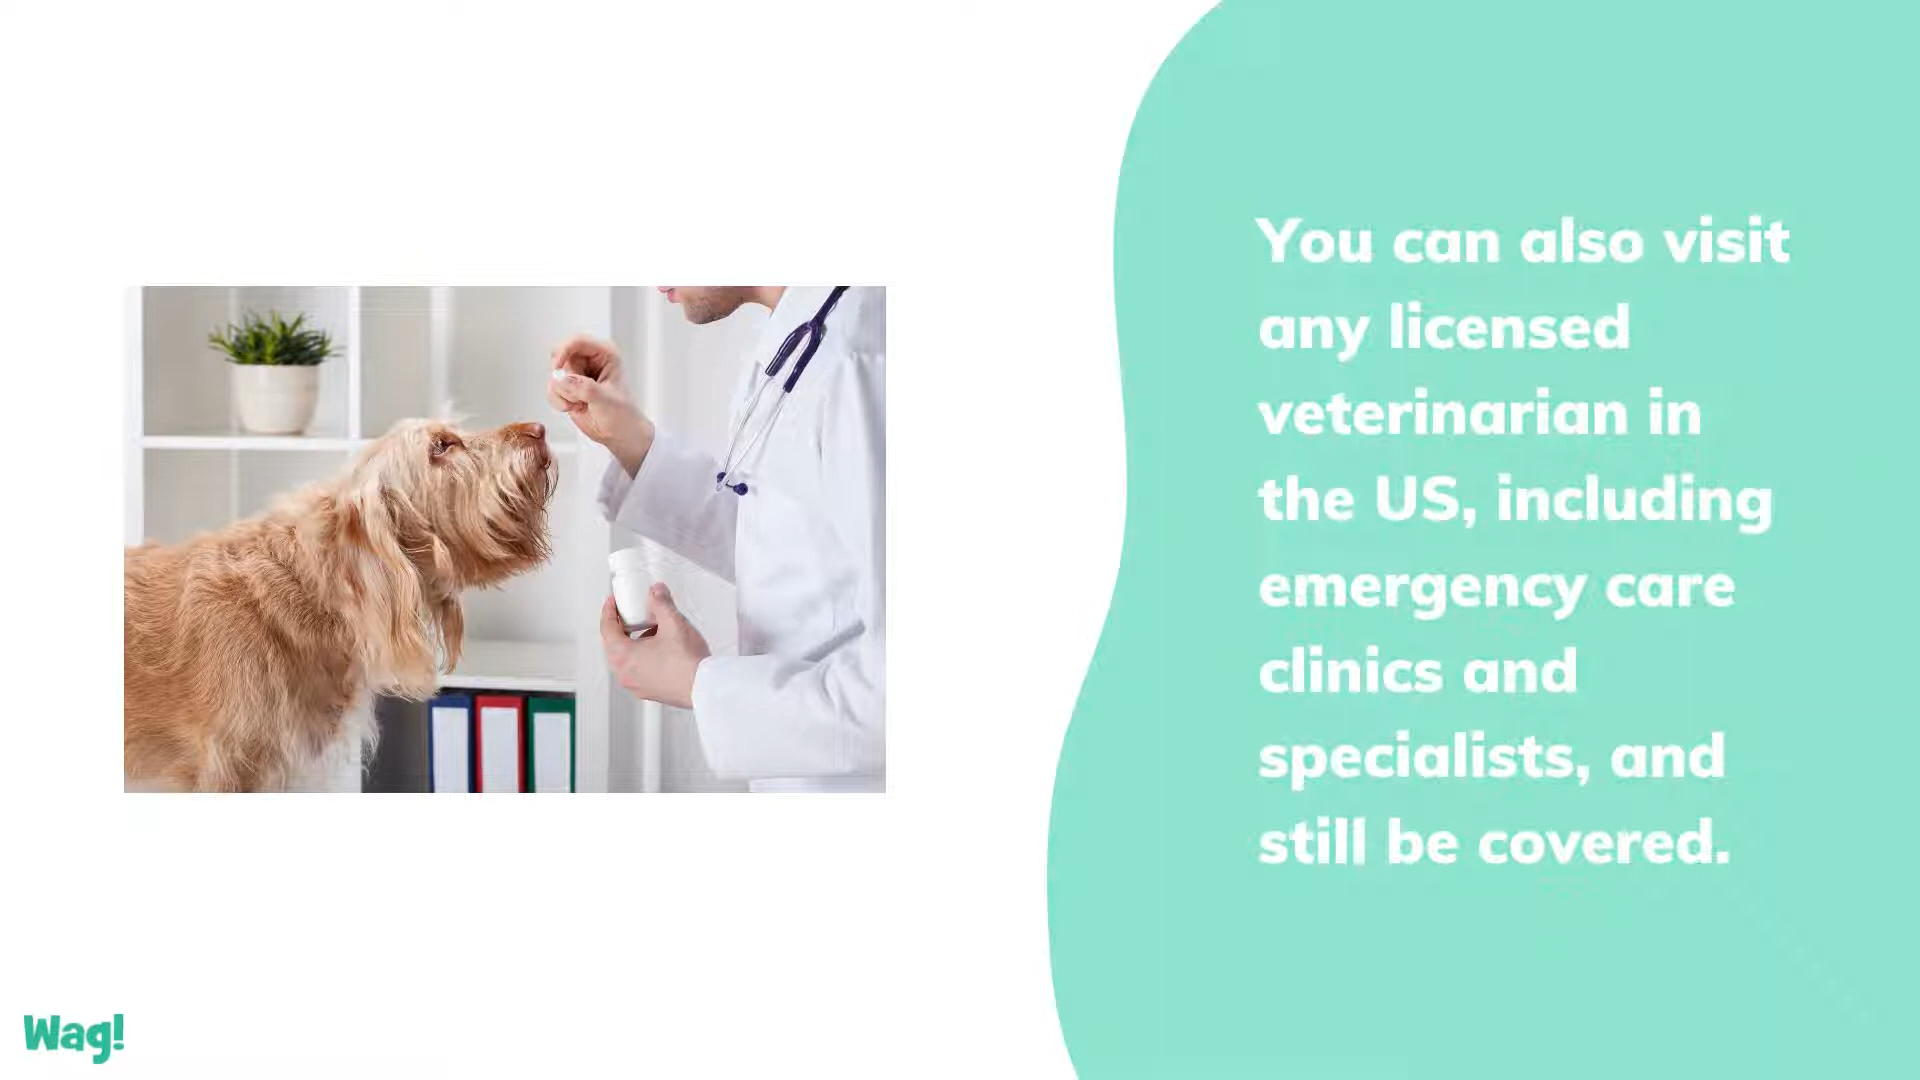 You can also visit
any licensed
veterinarian in
the US, including
emergency care
clinics and
specialists, and
still be covered.
Wag!